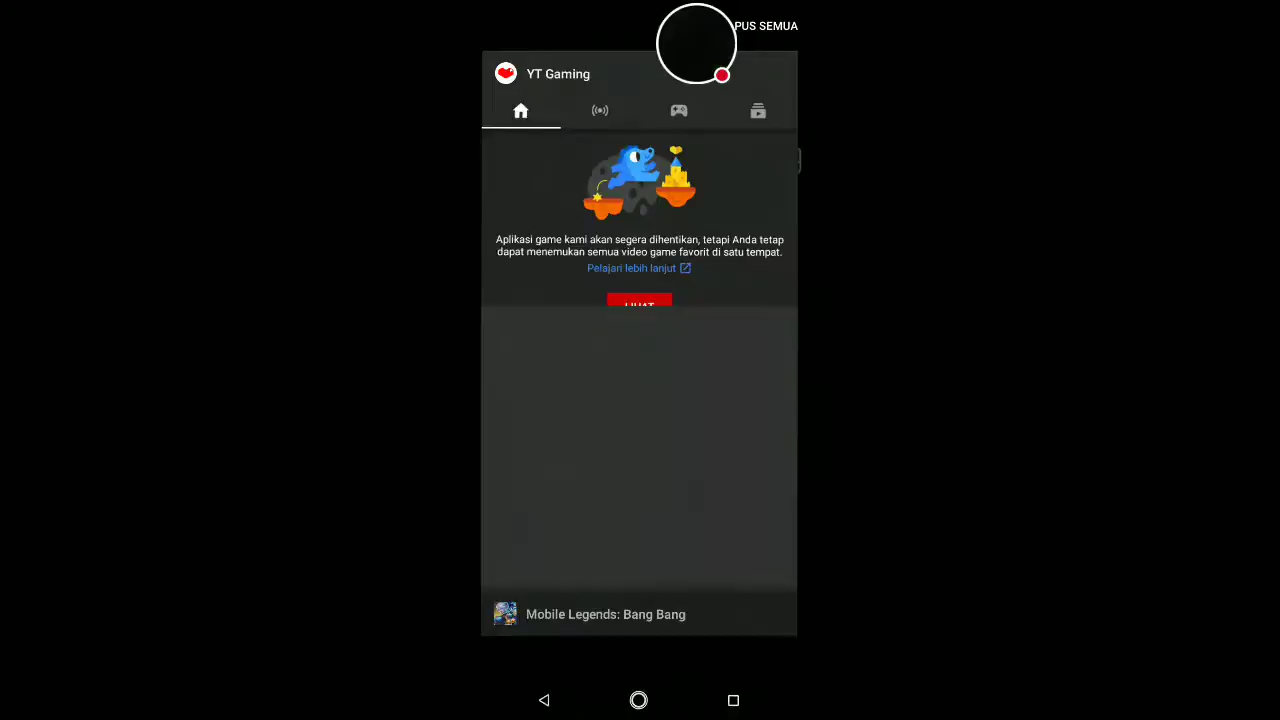 PUS SEMUA
YT Gaming
Aplikasi game kami akan segera dihentikan, tetapi Anda tetap
dapat menemukan semua video game favorit di satu tempat.
Pelajari lebih lanjut
Mobile Legends: Bang Bang